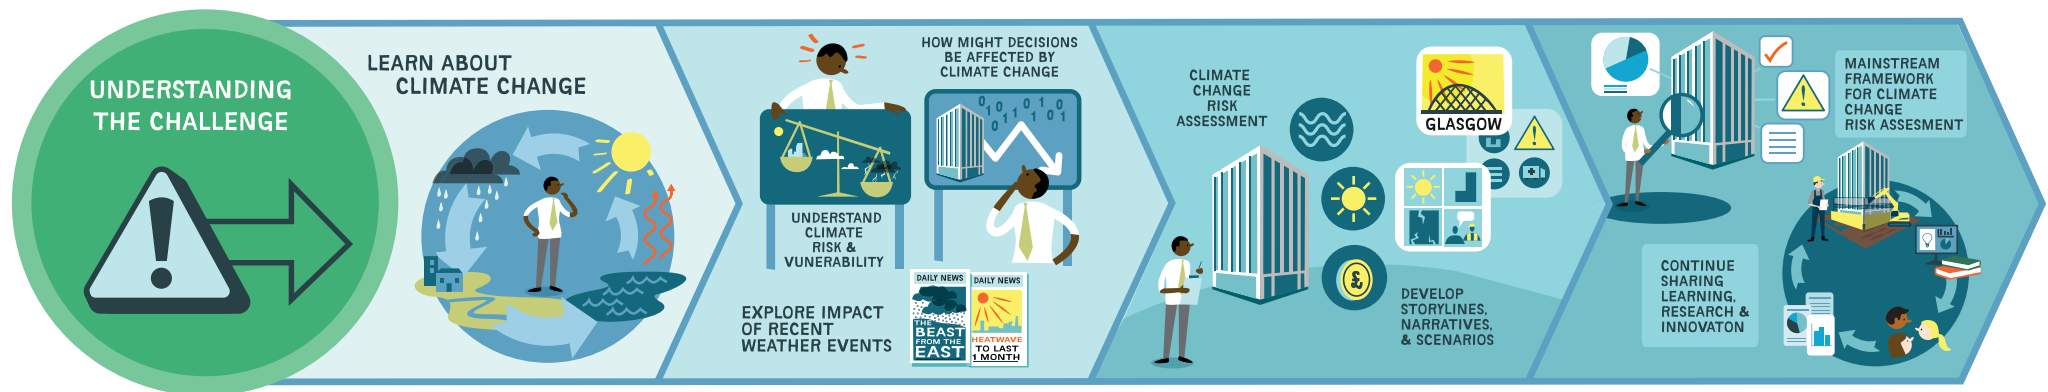 UNDERSTANDING
THE CHALLENGE
LEARN ABOUT
CLIMATE CHANGE
HOW MIGHT DECISIONS
BE AFFECTED BY
CLIMATE CHANGE
UNDERSTAND
CLIMATE
RISK &
VUNERABILITY
EXPLORE IMPACT
OF RECENT
WEATHER EVENTS
DAILY NEWS
THE
BEAST
FROM THE
EAST
DAILY NEWS
HEATWAVE
TO LAST
1 MONTH
CLIMATE
CHANGE
RISK
ASSESSMENT
£
GLASGOW
DEVELOP
STORYLINES,
NARRATIVES,
& SCENARIOS
MAINSTREAM
FRAMEWORK
FOR CLIMATE
CHANGE
RISK ASSESMENT
CONTINUE
SHARING
LEARNING,
RESEARCH &
INNOVATON